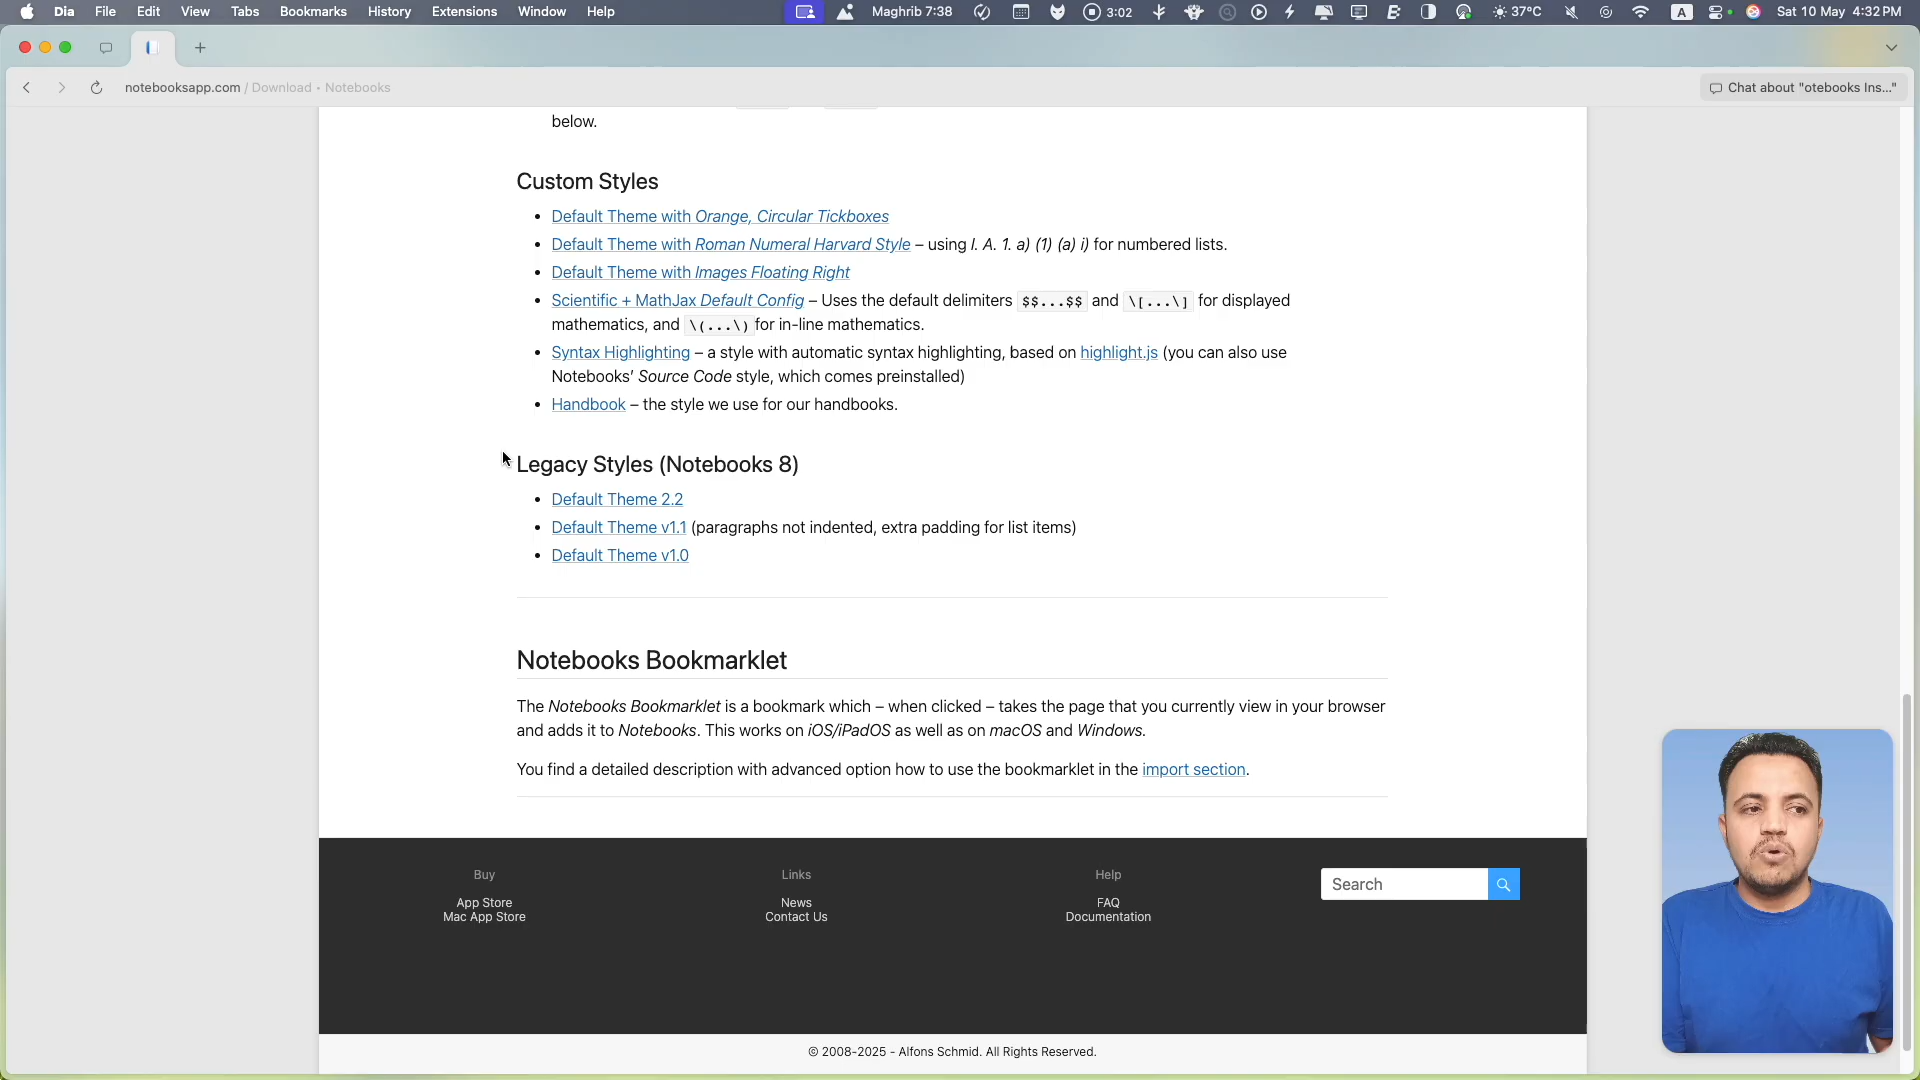 Dia File Edit View Tabs Bookmarks History Extensions Window Help Maghrib 7:38 3:02 37°C A Sat 10 May 4:32 PM
notebooksapp.com / Download • Notebooks
Chat about "otebooks Ins..."
below.
Custom Styles
• Default Theme with Orange, Circular Tickboxes
• Default Theme with Roman Numeral Harvard Style – using I. A. 1. a) (1) (a) i) for numbered lists.
• Default Theme with Images Floating Right
• Scientific + MathJax Default Config – Uses the default delimiters $$...$$ and \[...\] for displayed
mathematics, and \(...\) for in-line mathematics.
• Syntax Highlighting – a style with automatic syntax highlighting, based on highlight.js (you can also use
Notebooks' Source Code style, which comes preinstalled)
• Handbook – the style we use for our handbooks.
Legacy Styles (Notebooks 8)
• Default Theme 2.2
• Default Theme v1.1 (paragraphs not indented, extra padding for list items)
• Default Theme v1.0
Notebooks Bookmarklet
The Notebooks Bookmarklet is a bookmark which – when clicked – takes the page that you currently view in your browser
and adds it to Notebooks. This works on iOS/iPadOS as well as on macOS and Windows.
You find a detailed description with advanced option how to use the bookmarklet in the import section.
Buy
App Store
Mac App Store
Links
News
Contact Us
Help
FAQ
Documentation
Search
© 2008-2025 - Alfons Schmid. All Rights Reserved.